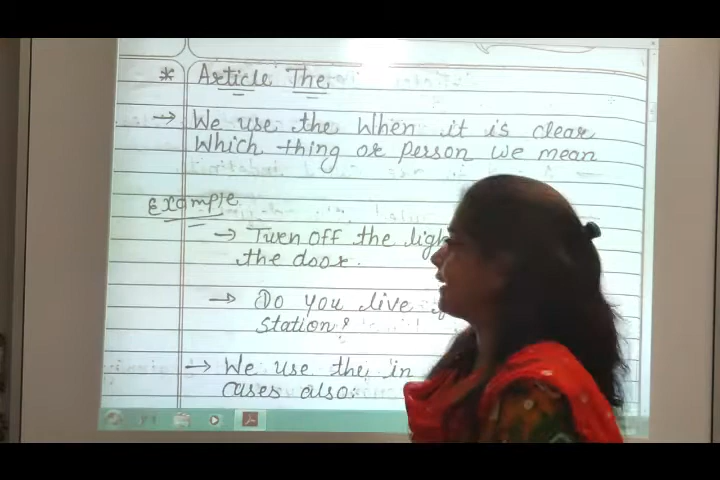 * Article The
→ We use the When it is clear
Which thing or person we mean
Example
→ Turn OFF the ligh
the door.
→ Do you live
station?
→ We use the in
cases also: